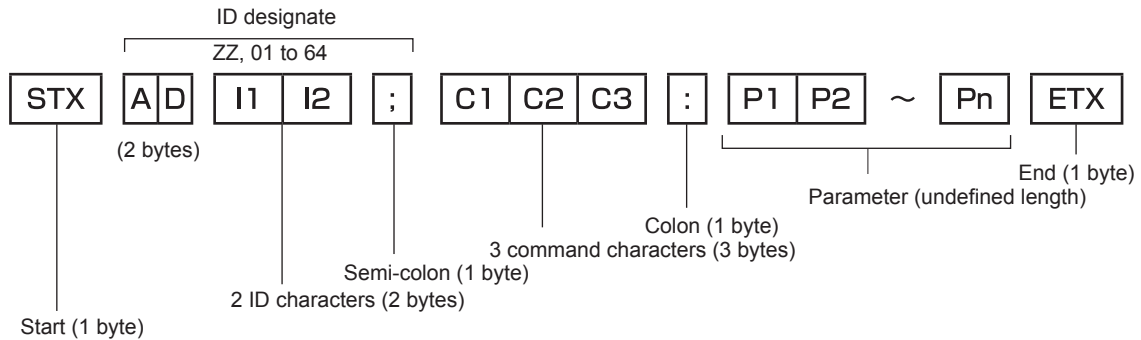 ID designate
ZZ, 01 to 64
STX A D I1 I2 ; C1 C2 C3 : P1 P2 ～ Pn ETX
(2 bytes)
End (1 byte)
Parameter (undefined length)
Colon (1 byte)
3 command characters (3 bytes)
Semi-colon (1 byte)
2 ID characters (2 bytes)
Start (1 byte)